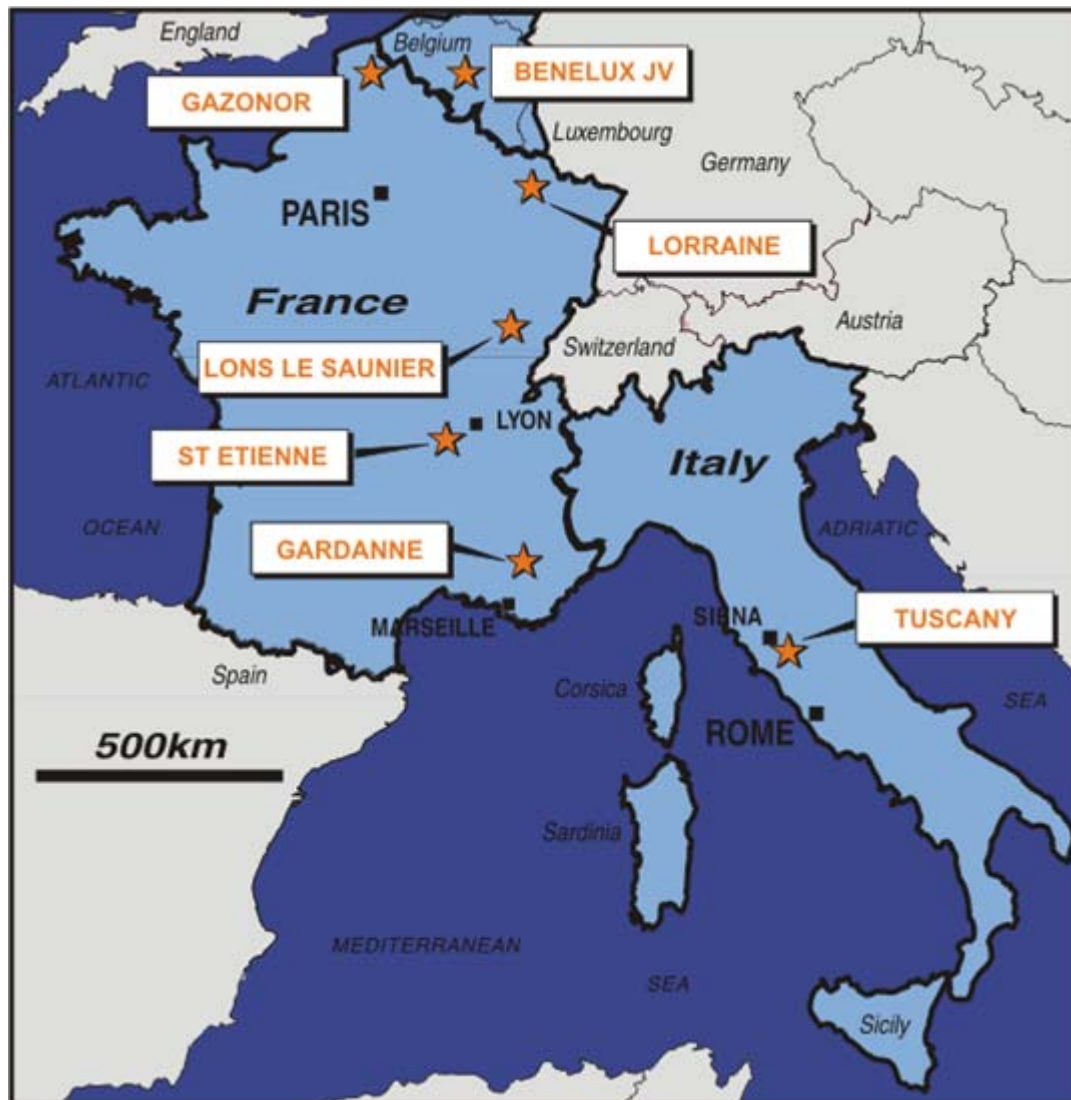 England
Belgium
BENELUX JV
GAZONOR
Luxembourg
Germany
PARIS
LORRAINE
France
Austria
Switzerland
LONS LE SAUNIER
ATLANTIC
LYON
ST ETIENNE
Italy
OCEAN
ADRIATIC
GARDANNE
MARSEILLE
SIENA
TUSCANY
Spain
Corsica
SEA
ROME
500km
Sardinia
MEDITERRANEAN
SEA
Sicily